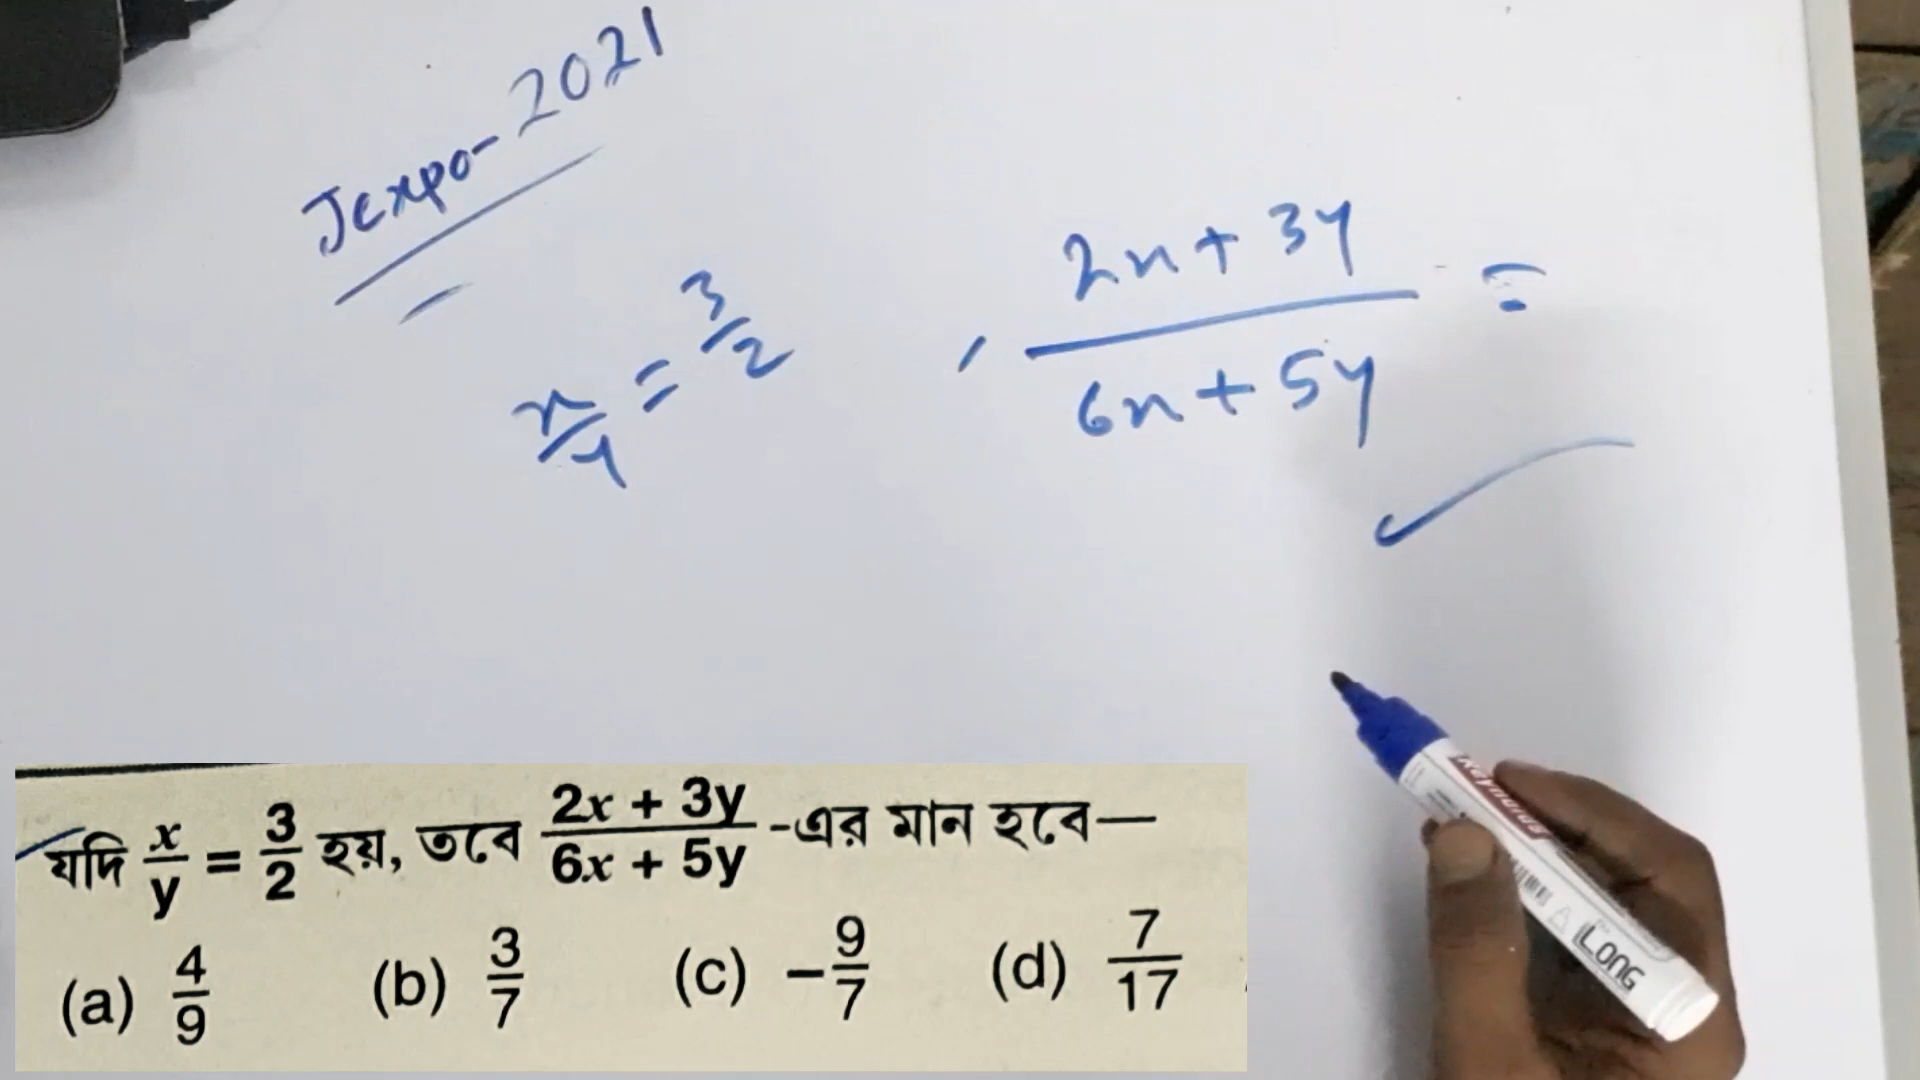 Jexpo-2021
x/y = 3/2 , 2x + 3y / 6x + 5y =
যদি x/y = 3/2 হয়, তবে 2x + 3y / 6x + 5y -এর মান হবে—
(a) 4/9 (b) 3/7 (c) -9/7 (d) 7/17
LONG